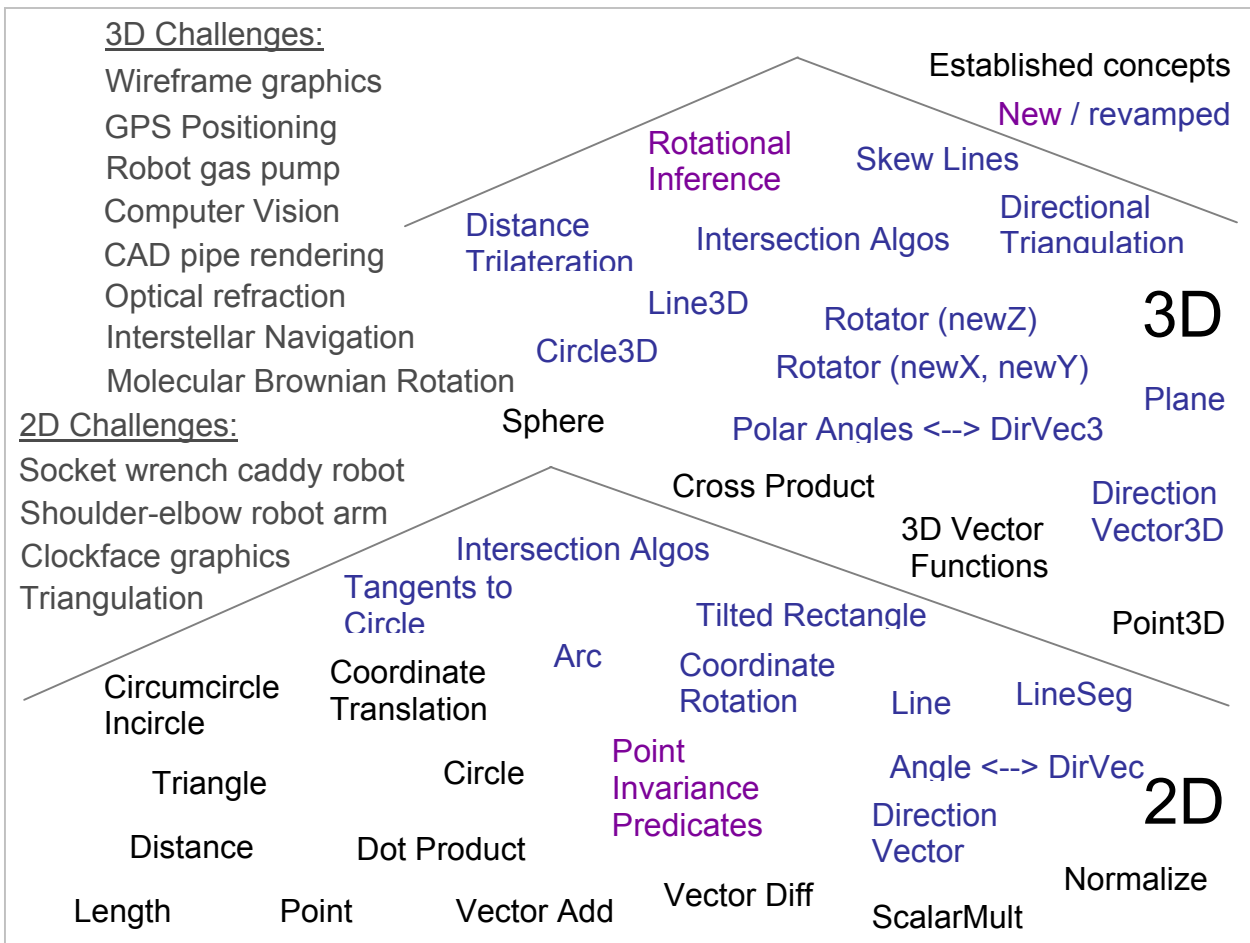 3D Challenges:
Wireframe graphics
GPS Positioning
Robot gas pump
Computer Vision
CAD pipe rendering
Optical refraction
Interstellar Navigation
Molecular Brownian Rotation
Established concepts
New / revamped
Rotational
Inference
Skew Lines
Distance
Trilateration
Intersection Algos
Directional
Triangulation
Line3D
Rotator (newZ)
3D
Circle3D
Rotator (newX, newY)
Plane
Sphere
Polar Angles <--> DirVec3
Cross Product
Direction
Vector3D
3D Vector
Functions
Point3D
2D Challenges:
Socket wrench caddy robot
Shoulder-elbow robot arm
Clockface graphics
Triangulation
Intersection Algos
Tangents to
Circle
Tilted Rectangle
Arc
Coordinate
Rotation
Circumcircle
Incircle
Coordinate
Translation
Line
LineSeg
Triangle
Circle
Point
Invariance
Predicates
Angle <--> DirVec
2D
Direction
Vector
Distance
Dot Product
Normalize
Length
Point
Vector Add
Vector Diff
ScalarMult